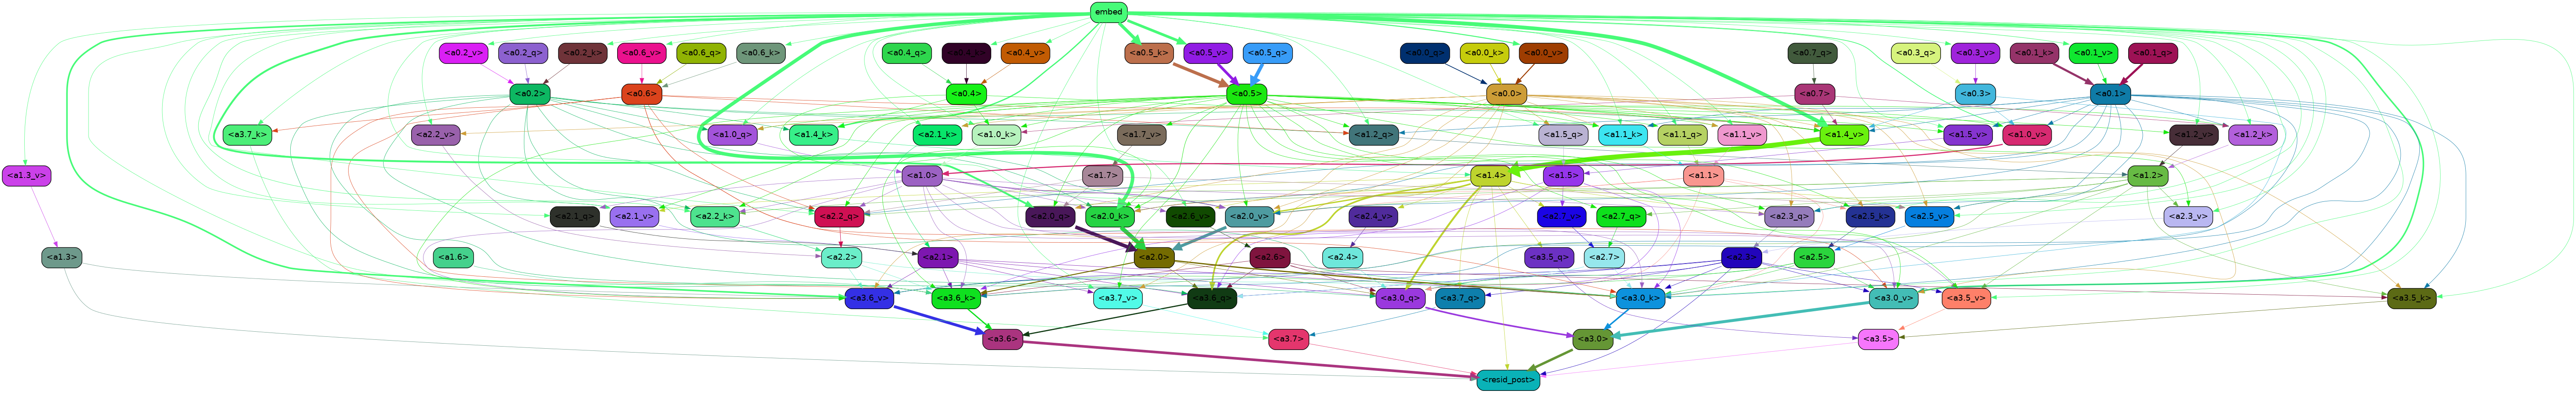 embed
<a0.2_v> <a0.2_q> <a0.2_k> <a0.6_v> <a0.6_q> <a0.6_k> <a0.4_q> <a0.4_v> <a0.5_k> <a0.5_v> <a0.5_q> <a0.0_q> <a0.0_k> <a0.0_v> <a0.7_q> <a0.3_q> <a0.3_v> <a0.1_k> <a0.1_v> <a0.1_q>
<a0.2> <a0.6> <a0.4> <a0.5> <a0.0> <a0.7> <a0.3> <a0.1>
<a3.7_k> <a2.2_v> <a1.0_q> <a1.4_k> <a2.1_k> <a1.0_k> <a1.7_v> <a1.2_q> <a1.5_q> <a1.1_k> <a1.1_q> <a1.1_v> <a1.4_v> <a1.5_v> <a1.0_v> <a1.2_v> <a1.2_k>
<a1.3_v> <a1.0> <a1.7> <a1.4> <a1.5> <a1.1> <a1.2>
<a2.1_q> <a2.1_v> <a2.2_k> <a2.2_q> <a2.0_q> <a2.0_k> <a2.6_v> <a2.0_v> <a2.4_v> <a2.7_v> <a2.7_q> <a2.3_q> <a2.5_k> <a2.5_v> <a2.3_v>
<a1.3> <a1.6> <a2.2> <a2.1> <a2.0> <a2.6> <a2.4> <a3.5_q> <a2.7> <a2.3> <a2.5>
<a3.6_v> <a3.6_k> <a3.7_v> <a3.6_q> <a3.0_q> <a3.7_q> <a3.0_k> <a3.0_v> <a3.5_v> <a3.5_k>
<a3.6> <a3.7> <a3.0> <a3.5>
<resid_post>